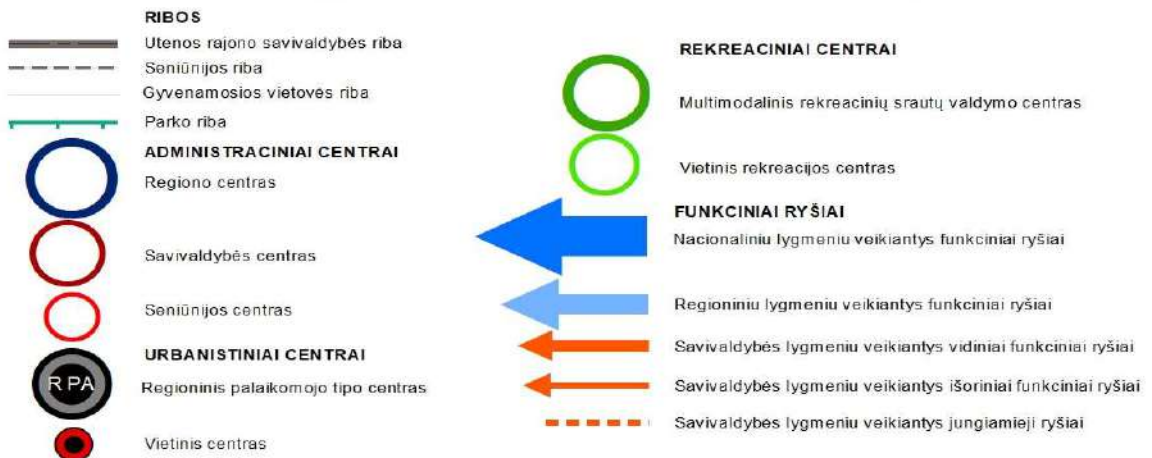 RIBOS
Utenos rajono savivaldybės riba
Seniūnijos riba
Gyvenamosios vietovės riba
Parko riba
ADMINISTRACINIAI CENTRAI
Regiono centras
Savivaldybės centras
Seniūnijos centras
URBANISTINIAI CENTRAI
RPA
Regioninis palaikomojo tipo centras
Vietinis centras
REKREACINIAI CENTRAI
Multimodalinis rekreacinių srautų valdymo centras
Vietinis rekreacijos centras
FUNKCINIAI RYŠIAI
Nacionaliniu lygmeniu veikiantys funkciniai ryšiai
Regioniniu lygmeniu veikiantys funkciniai ryšiai
Savivaldybės lygmeniu veikiantys vidiniai funkciniai ryšiai
Savivaldybės lygmeniu veikiantys išoriniai funkciniai ryšiai
Savivaldybės lygmeniu veikiantys jungiamieji ryšiai